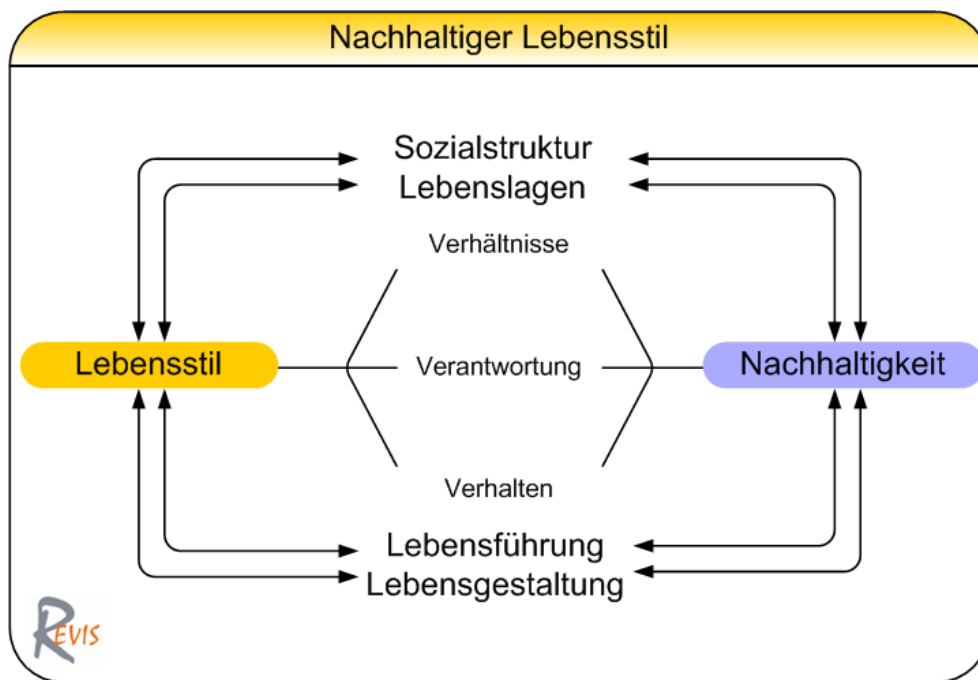 Nachhaltiger Lebensstil
Sozialstruktur
Lebenslagen
Verhältnisse
Lebensstil
Verantwortung
Nachhaltigkeit
Verhalten
Lebensführung
Lebensgestaltung
REVIS